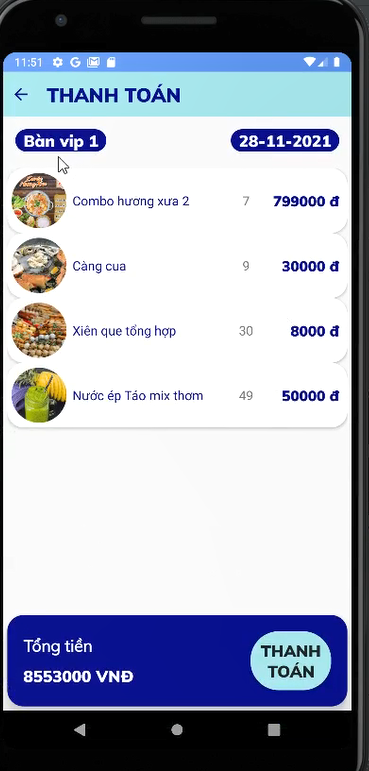 11:51
THANH TOÁN
Bàn vip 1
28-11-2021
Combo hương xưa 2 7 799000 đ
Càng cua 9 30000 đ
Xiên que tổng hợp 30 8000 đ
Nước ép Táo mix thơm 49 50000 đ
Tổng tiền
8553000 VNĐ
THANH
TOÁN